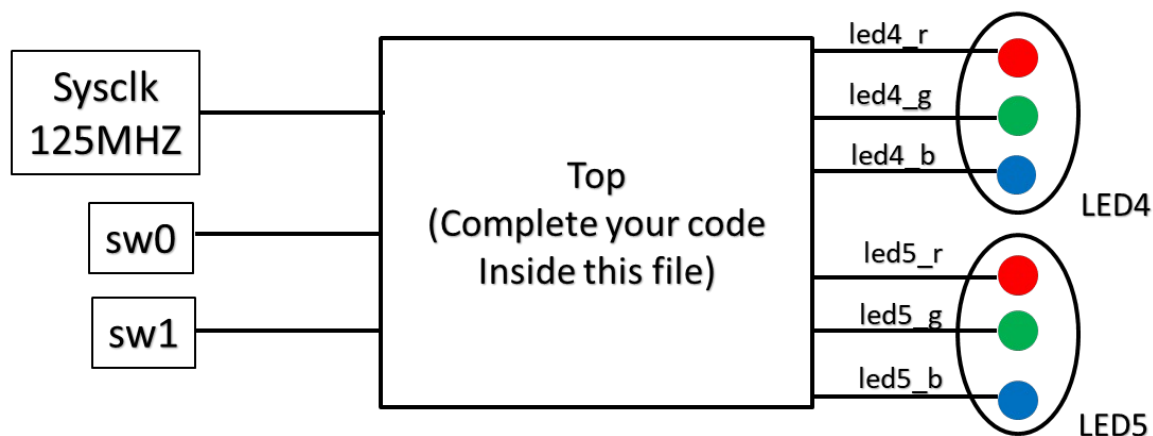 Sysclk
125MHZ
sw0
sw1
Top
(Complete your code
Inside this file)
led4_r
led4_g
led4_b
LED4
led5_r
led5_g
led5_b
LED5